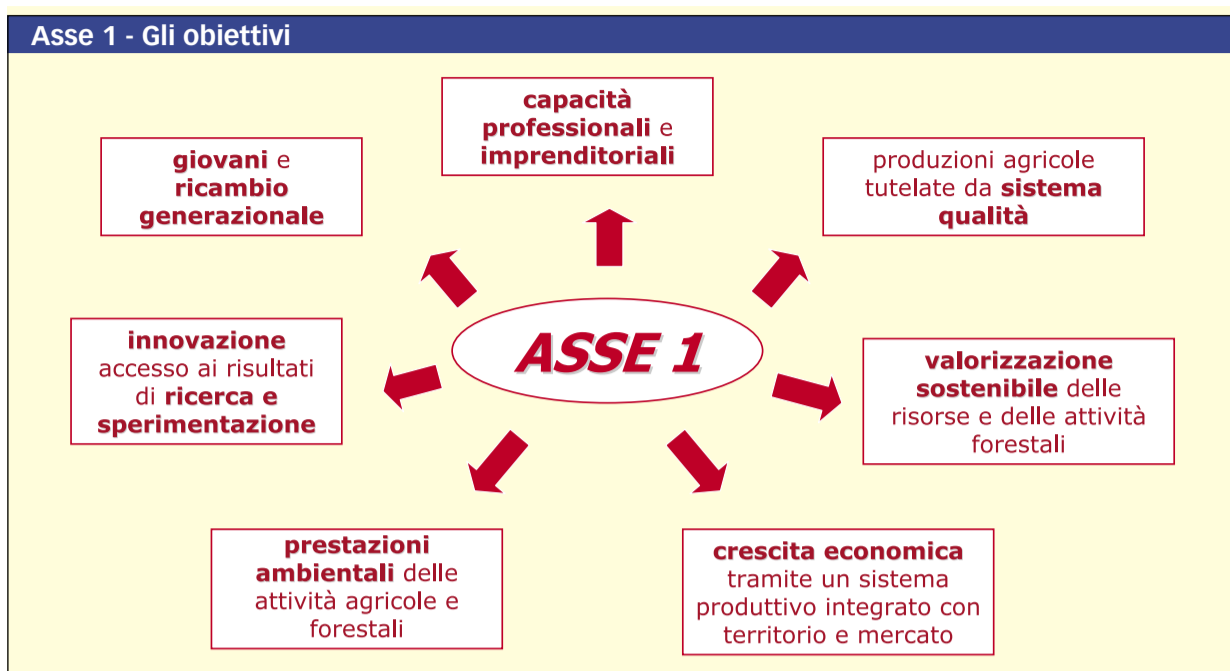 Asse 1 - Gli obiettivi
capacità
professionali e
imprenditoriali
giovani e
ricambio
generazionale
produzioni agricole
tutelate da sistema
qualità
innovazione
accesso ai risultati
di ricerca e
sperimentazione
ASSE 1
valorizzazione
sostenibile delle
risorse e delle attività
forestali
prestazioni
ambientali delle
attività agricole e
forestali
crescita economica
tramite un sistema
produttivo integrato con
territorio e mercato